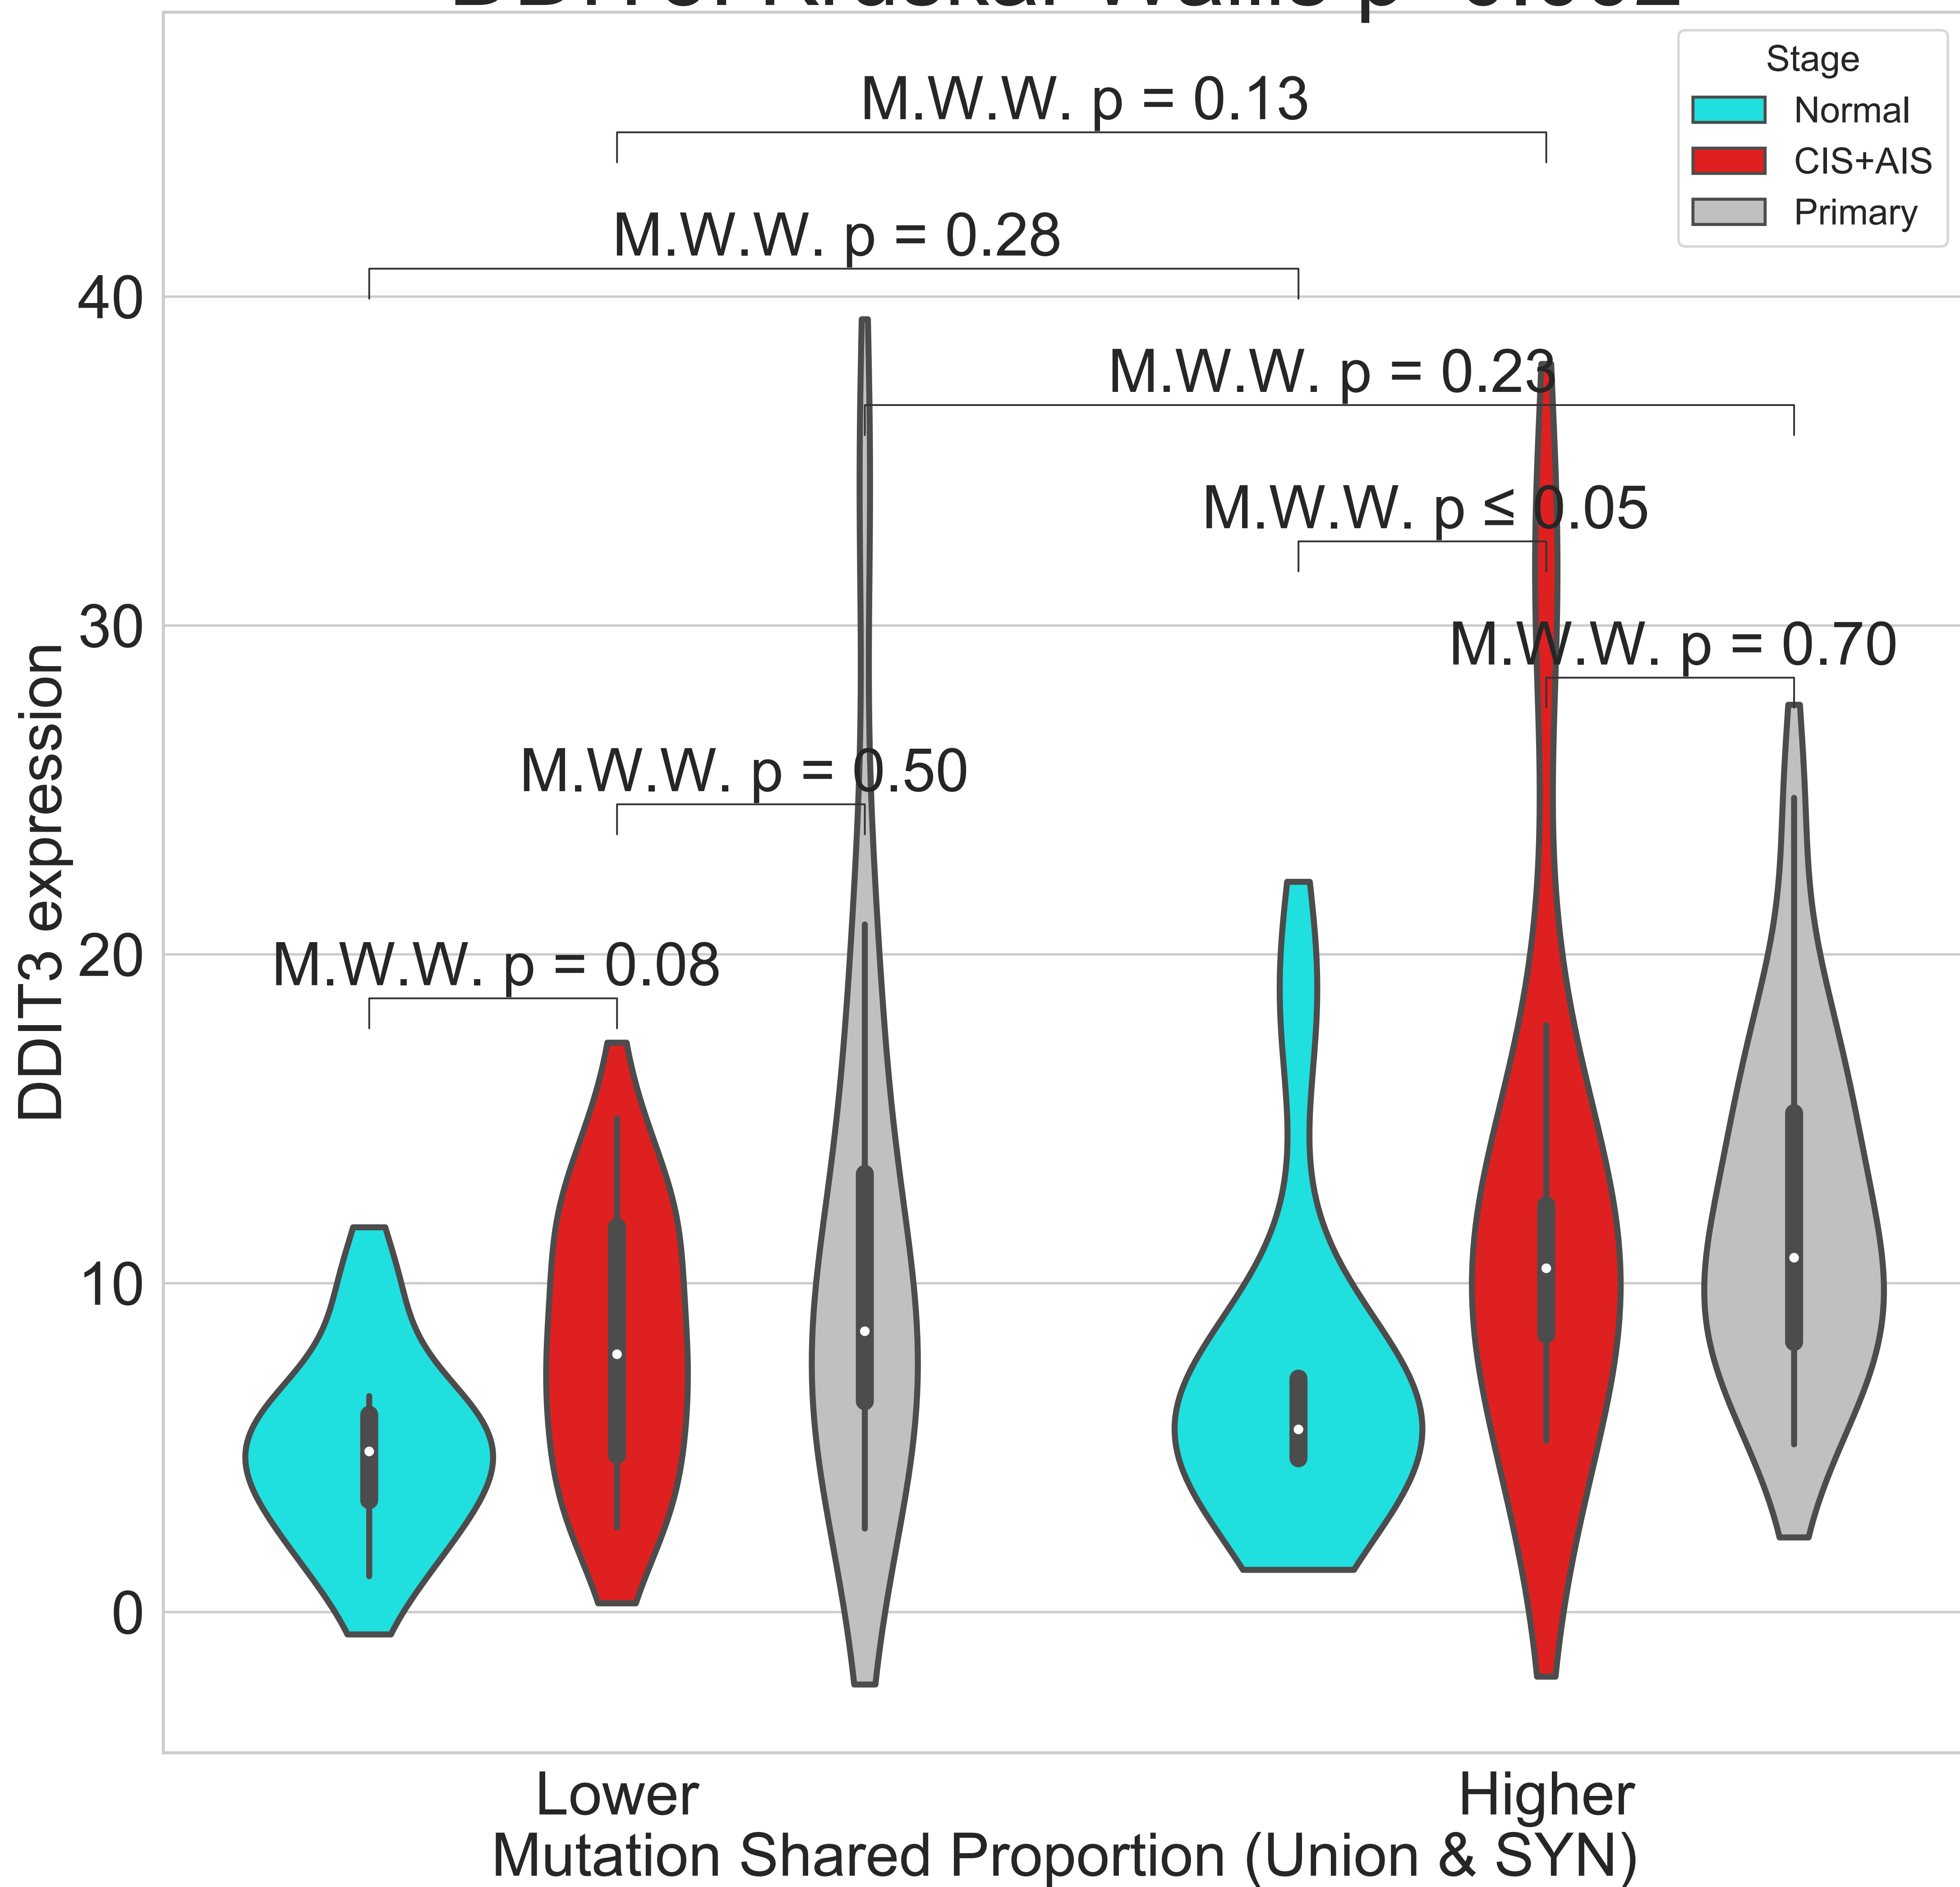 Stage
Normal
CIS+AIS
Primary
M.W.W. p = 0.13
M.W.W. p = 0.28
M.W.W. p = 0.23
M.W.W. p ≤ 0.05
M.W.W. p = 0.70
M.W.W. p = 0.50
M.W.W. p = 0.08
40
30
20
10
0
DDIT3 expression
Lower
Higher
Mutation Shared Proportion (Union & SYN)